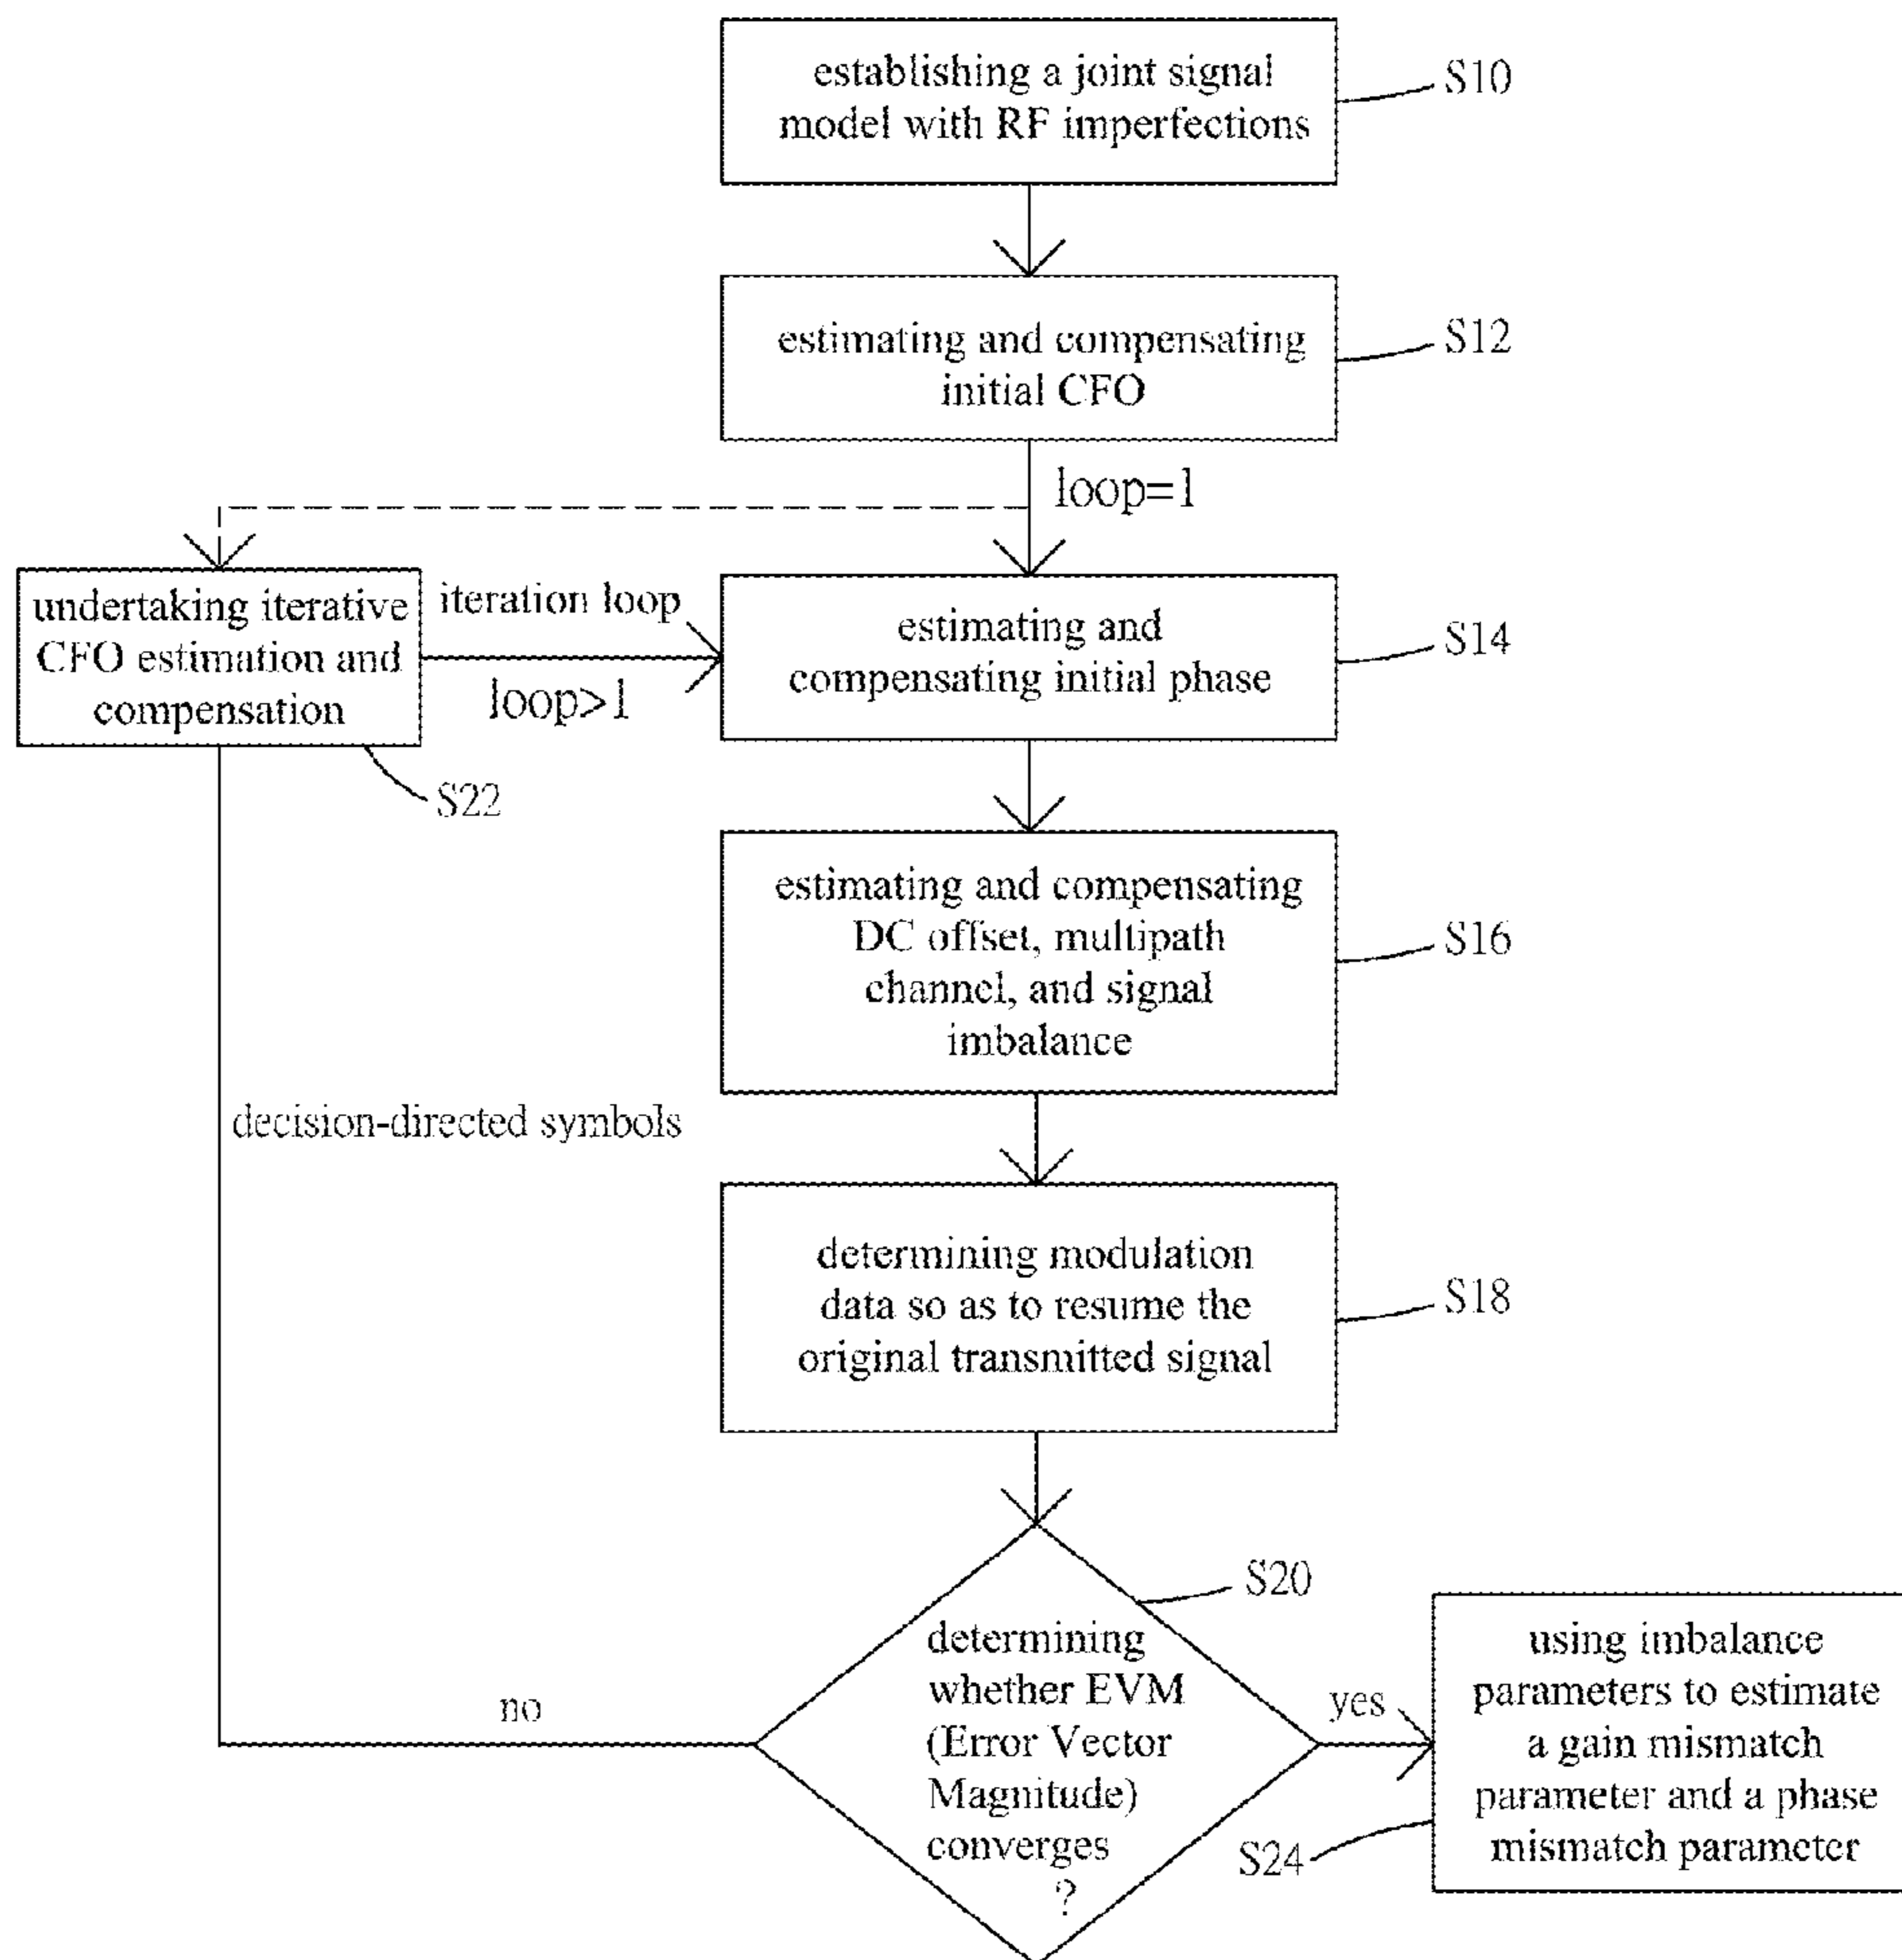 establishing a joint signal
model with RF imperfections
S10
estimating and compensating
initial CFO
S12
loop=1
undertaking iterative
CFO estimation and
compensation
S22
iteration loop
loop>1
estimating and
compensating initial phase
S14
estimating and compensating
DC offset, multipath
channel, and signal
imbalance
S16
decision-directed symbols
determining modulation
data so as to resume the
original transmitted signal
S18
determining
whether EVM
(Error Vector
Magnitude)
converges
?
S20
no
yes
using imbalance
parameters to estimate
a gain mismatch
parameter and a phase
mismatch parameter
S24